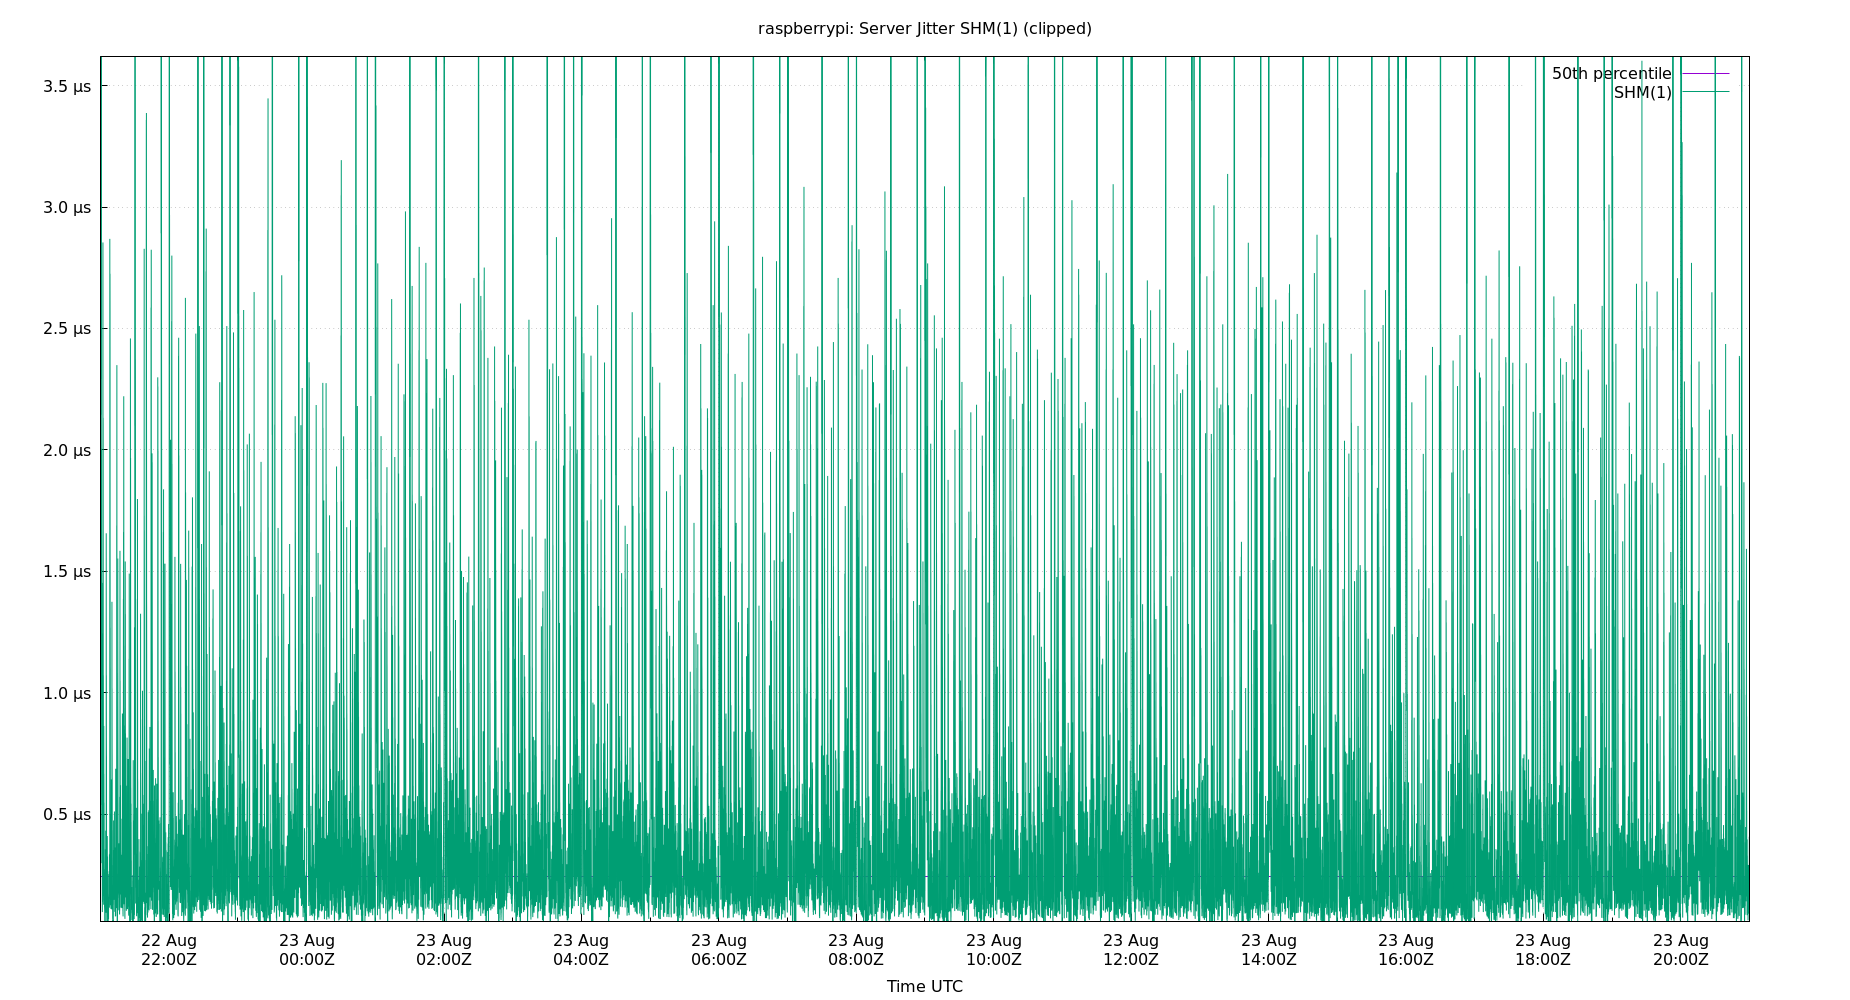 raspberrypi: Server Jitter SHM(1) (clipped)
50th percentile
SHM(1)
3.5 µs
3.0 µs
2.5 µs
2.0 µs
1.5 µs
1.0 µs
0.5 µs
22 Aug 23 Aug 23 Aug 23 Aug 23 Aug 23 Aug 23 Aug 23 Aug 23 Aug 23 Aug 23 Aug 23 Aug
22:00Z 00:00Z 02:00Z 04:00Z 06:00Z 08:00Z 10:00Z 12:00Z 14:00Z 16:00Z 18:00Z 20:00Z
Time UTC